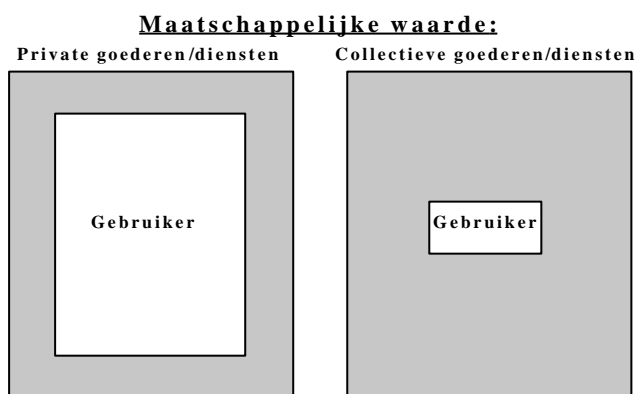 Maatschappelijke waarde:
Private goederen/diensten
Collectieve goederen/diensten
Gebruiker
Gebruiker